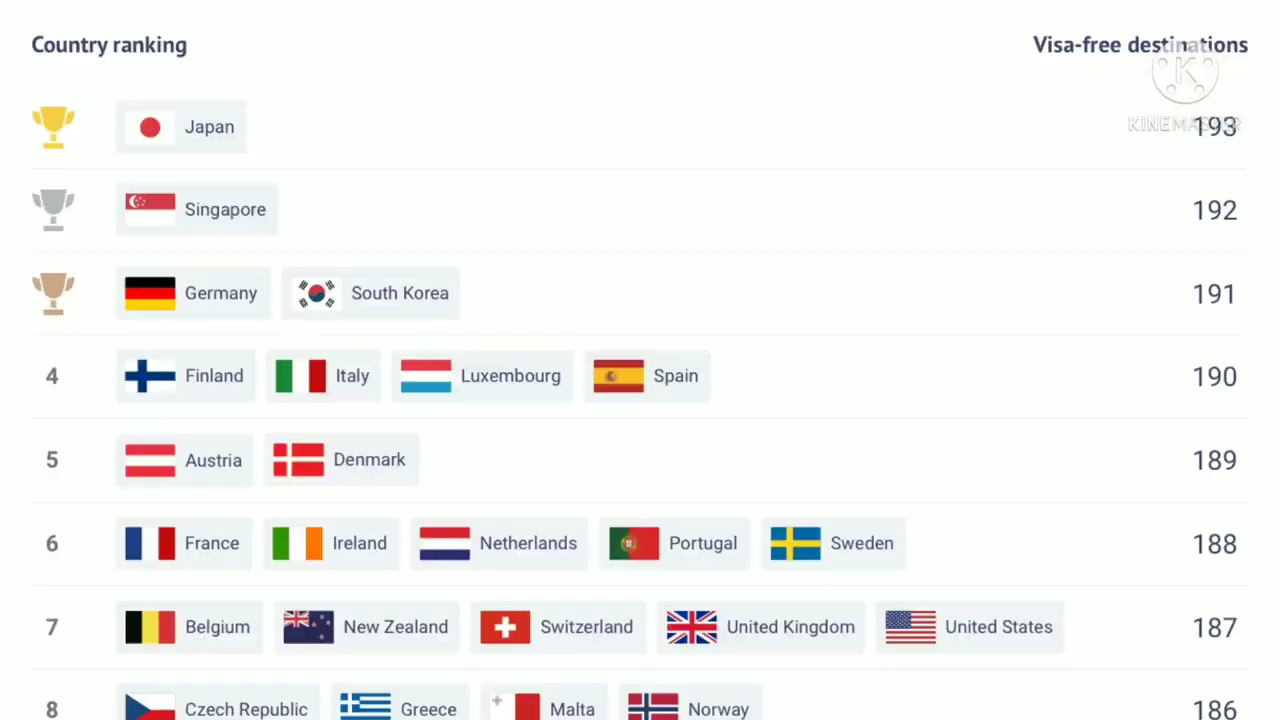 Country ranking Visa-free destinations
K
KINEMASTER
Japan 193
Singapore 192
Germany South Korea 191
4 Finland Italy Luxembourg Spain 190
5 Austria Denmark 189
6 France Ireland Netherlands Portugal Sweden 188
7 Belgium New Zealand Switzerland United Kingdom United States 187
8 Czech Republic Greece Malta Norway 186